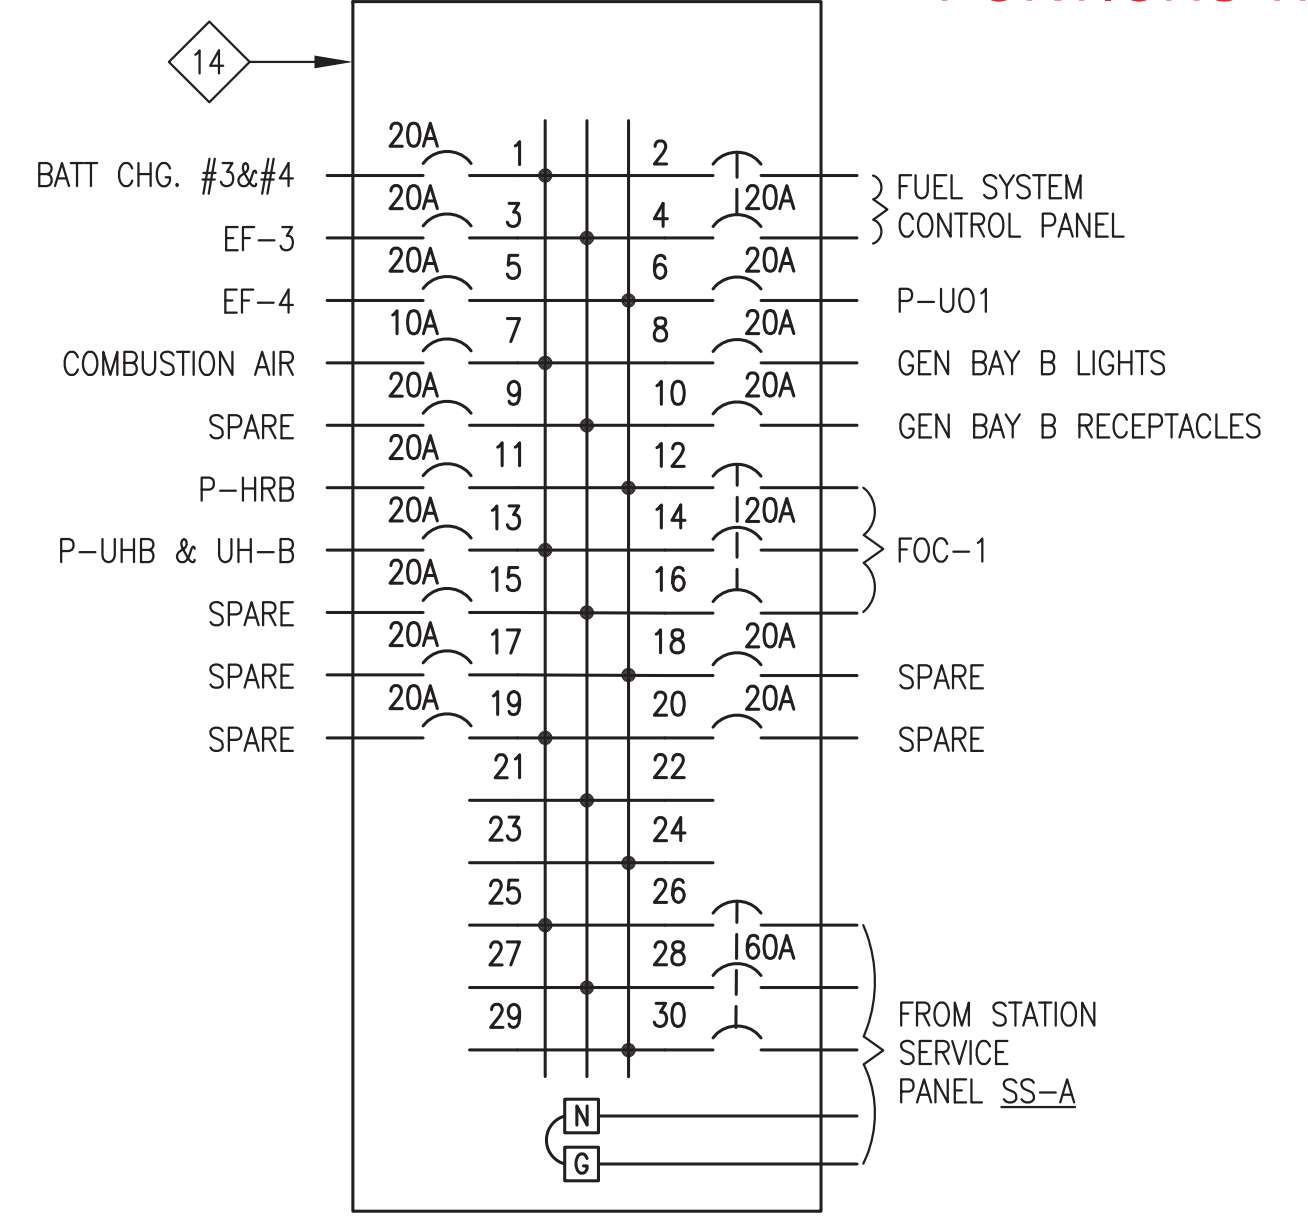 14
20A 1 2
BATT CHG. #3&#4
20A 3 4 20A
FUEL SYSTEM
CONTROL PANEL
EF-3
20A 5 6 20A
EF-4 P-U01
10A 7 8 20A
COMBUSTION AIR GEN BAY B LIGHTS
20A 9 10 20A
SPARE GEN BAY B RECEPTACLES
20A 11 12
P-HRB
20A 13 14 20A
P-UHB & UH-B FOC-1
20A 15 16
SPARE
20A 17 18 20A
SPARE SPARE
20A 19 20 20A
SPARE SPARE
21 22
23 24
25 26
27 28 60A
29 30
FROM STATION
SERVICE
PANEL SS-A
N
G